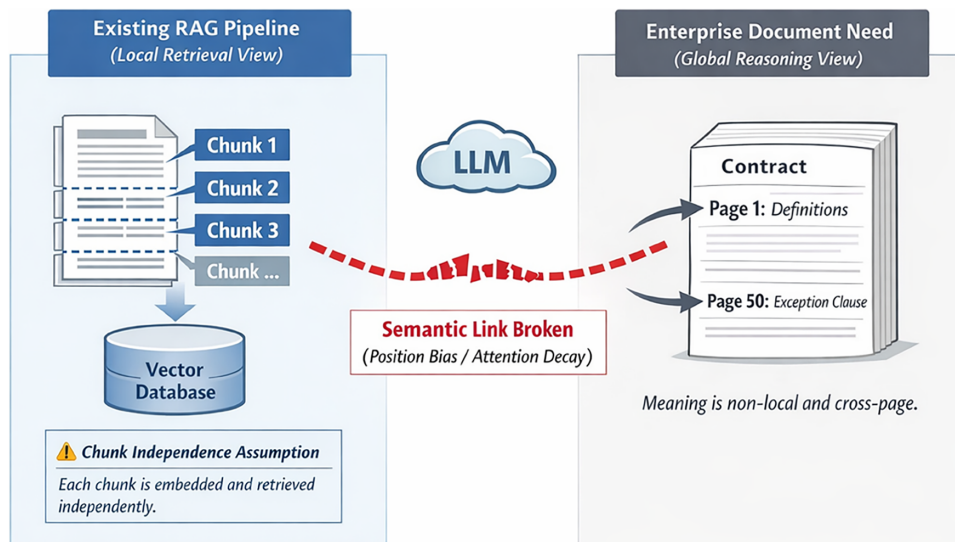 Existing RAG Pipeline
(Local Retrieval View)
Chunk 1
Chunk 2
Chunk 3
Chunk ...
Vector
Database
⚠ Chunk Independence Assumption
Each chunk is embedded and retrieved
independently.
LLM
Semantic Link Broken
(Position Bias / Attention Decay)
Enterprise Document Need
(Global Reasoning View)
Contract
Page 1: Definitions
Page 50: Exception Clause
Meaning is non-local and cross-page.